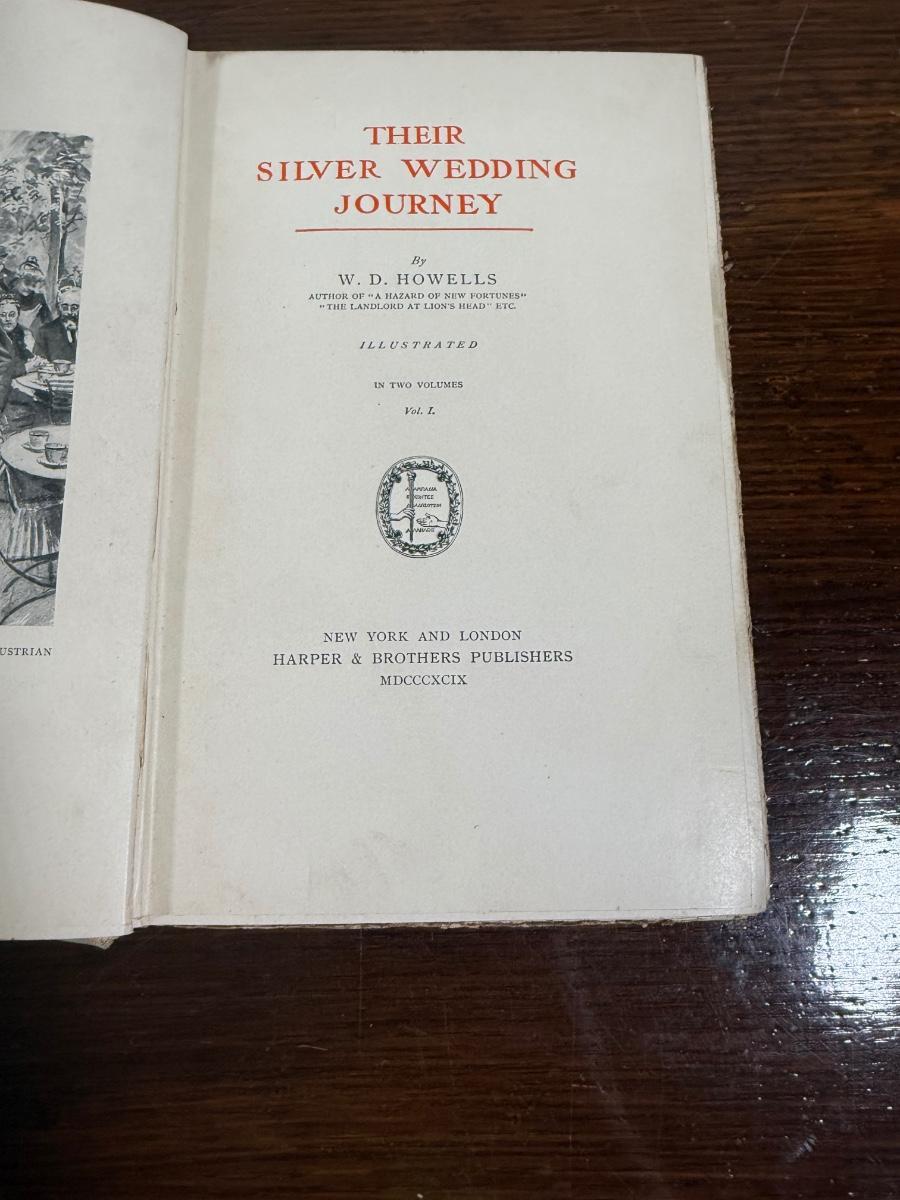 THEIR
SILVER WEDDING
JOURNEY
By
W. D. HOWELLS
AUTHOR OF "A HAZARD OF NEW FORTUNES"
"THE LANDLORD AT LION'S HEAD" ETC.
ILLUSTRATED
IN TWO VOLUMES
Vol. I.
NEW YORK AND LONDON
HARPER & BROTHERS PUBLISHERS
MDCCCXCIX
USTRIAN